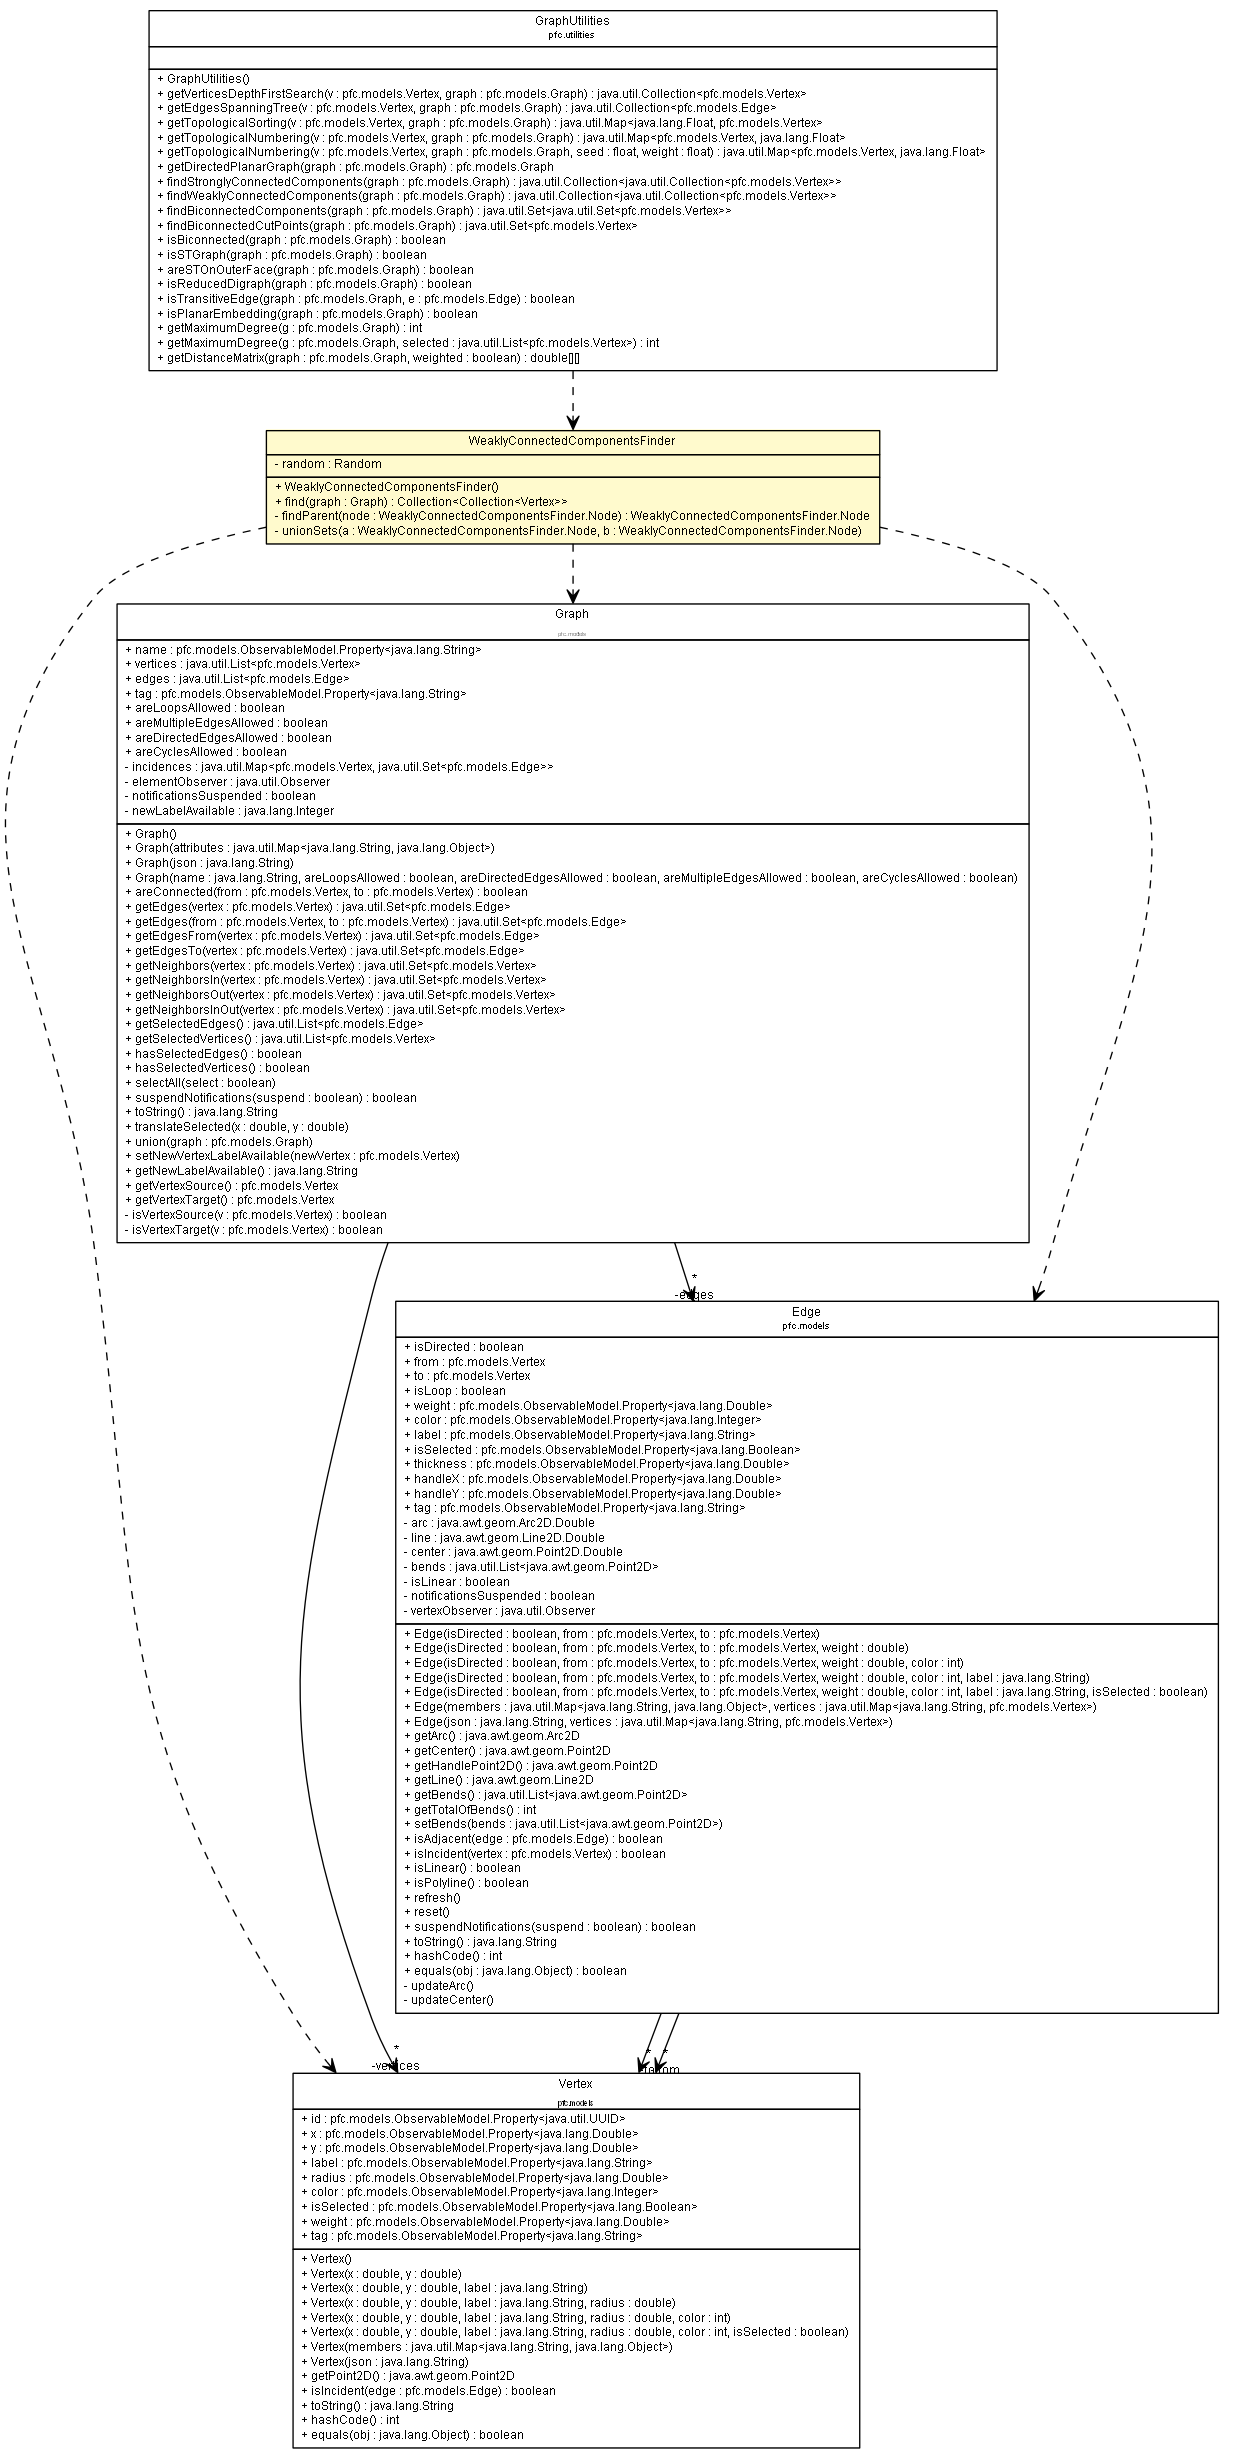 GraphUtilities
pfc.utilities
+ GraphUtilities()
+ getVerticesDepthFirstSearch(v : pfc.models.Vertex, graph : pfc.models.Graph) : java.util.Collection<pfc.models.Vertex>
+ getEdgesSpanningTree(v : pfc.models.Vertex, graph : pfc.models.Graph) : java.util.Collection<pfc.models.Edge>
+ getTopologicalSorting(v : pfc.models.Vertex, graph : pfc.models.Graph) : java.util.Map<java.lang.Float, pfc.models.Vertex>
+ getTopologicalNumbering(v : pfc.models.Vertex, graph : pfc.models.Graph) : java.util.Map<pfc.models.Vertex, java.lang.Float>
+ getTopologicalNumbering(v : pfc.models.Vertex, graph : pfc.models.Graph, seed : float, weight : float) : java.util.Map<pfc.models.Vertex, java.lang.Float>
+ getDirectedPlanarGraph(graph : pfc.models.Graph) : pfc.models.Graph
+ findStronglyConnectedComponents(graph : pfc.models.Graph) : java.util.Collection<java.util.Collection<pfc.models.Vertex>>
+ findWeaklyConnectedComponents(graph : pfc.models.Graph) : java.util.Collection<java.util.Collection<pfc.models.Vertex>>
+ findBiconnectedComponents(graph : pfc.models.Graph) : java.util.Set<java.util.Set<pfc.models.Vertex>>
+ findBiconnectedCutPoints(graph : pfc.models.Graph) : java.util.Set<pfc.models.Vertex>
+ isBiconnected(graph : pfc.models.Graph) : boolean
+ isSTGraph(graph : pfc.models.Graph) : boolean
+ areSTOnOuterFace(graph : pfc.models.Graph) : boolean
+ isReducedDigraph(graph : pfc.models.Graph) : boolean
+ isTransitiveEdge(graph : pfc.models.Graph, e : pfc.models.Edge) : boolean
+ isPlanarEmbedding(graph : pfc.models.Graph) : boolean
+ getMaximumDegree(g : pfc.models.Graph) : int
+ getMaximumDegree(g : pfc.models.Graph, selected : java.util.List<pfc.models.Vertex>) : int
+ getDistanceMatrix(graph : pfc.models.Graph, weighted : boolean) : double[][]
WeaklyConnectedComponentsFinder
- random : Random
+ WeaklyConnectedComponentsFinder()
+ find(graph : Graph) : Collection<Collection<Vertex>>
- findParent(node : WeaklyConnectedComponentsFinder.Node) : WeaklyConnectedComponentsFinder.Node
- unionSets(a : WeaklyConnectedComponentsFinder.Node, b : WeaklyConnectedComponentsFinder.Node)
Graph
pfc.models
+ name : pfc.models.ObservableModel.Property<java.lang.String>
+ vertices : java.util.List<pfc.models.Vertex>
+ edges : java.util.List<pfc.models.Edge>
+ tag : pfc.models.ObservableModel.Property<java.lang.String>
+ areLoopsAllowed : boolean
+ areMultipleEdgesAllowed : boolean
+ areDirectedEdgesAllowed : boolean
+ areCyclesAllowed : boolean
- incidences : java.util.Map<pfc.models.Vertex, java.util.Set<pfc.models.Edge>>
- elementObserver : java.util.Observer
- notificationsSuspended : boolean
- newLabelAvailable : java.lang.Integer
+ Graph()
+ Graph(attributes : java.util.Map<java.lang.String, java.lang.Object>)
+ Graph(json : java.lang.String)
+ Graph(name : java.lang.String, areLoopsAllowed : boolean, areDirectedEdgesAllowed : boolean, areMultipleEdgesAllowed : boolean, areCyclesAllowed : boolean)
+ areConnected(from : pfc.models.Vertex, to : pfc.models.Vertex) : boolean
+ getEdges(vertex : pfc.models.Vertex) : java.util.Set<pfc.models.Edge>
+ getEdges(from : pfc.models.Vertex, to : pfc.models.Vertex) : java.util.Set<pfc.models.Edge>
+ getEdgesFrom(vertex : pfc.models.Vertex) : java.util.Set<pfc.models.Edge>
+ getEdgesTo(vertex : pfc.models.Vertex) : java.util.Set<pfc.models.Edge>
+ getNeighbors(vertex : pfc.models.Vertex) : java.util.Set<pfc.models.Vertex>
+ getNeighborsIn(vertex : pfc.models.Vertex) : java.util.Set<pfc.models.Vertex>
+ getNeighborsOut(vertex : pfc.models.Vertex) : java.util.Set<pfc.models.Vertex>
+ getNeighborsInOut(vertex : pfc.models.Vertex) : java.util.Set<pfc.models.Vertex>
+ getSelectedEdges() : java.util.List<pfc.models.Edge>
+ getSelectedVertices() : java.util.List<pfc.models.Vertex>
+ hasSelectedEdges() : boolean
+ hasSelectedVertices() : boolean
+ selectAll(select : boolean)
+ suspendNotifications(suspend : boolean) : boolean
+ toString() : java.lang.String
+ translateSelected(x : double, y : double)
+ union(graph : pfc.models.Graph)
+ setNewVertexLabelAvailable(newVertex : pfc.models.Vertex)
+ getNewLabelAvailable() : java.lang.String
+ getVertexSource() : pfc.models.Vertex
+ getVertexTarget() : pfc.models.Vertex
- isVertexSource(v : pfc.models.Vertex) : boolean
- isVertexTarget(v : pfc.models.Vertex) : boolean
*
-edges
Edge
pfc.models
+ isDirected : boolean
+ from : pfc.models.Vertex
+ to : pfc.models.Vertex
+ isLoop : boolean
+ weight : pfc.models.ObservableModel.Property<java.lang.Double>
+ color : pfc.models.ObservableModel.Property<java.lang.Integer>
+ label : pfc.models.ObservableModel.Property<java.lang.String>
+ isSelected : pfc.models.ObservableModel.Property<java.lang.Boolean>
+ thickness : pfc.models.ObservableModel.Property<java.lang.Double>
+ handleX : pfc.models.ObservableModel.Property<java.lang.Double>
+ handleY : pfc.models.ObservableModel.Property<java.lang.Double>
+ tag : pfc.models.ObservableModel.Property<java.lang.String>
- arc : java.awt.geom.Arc2D.Double
- line : java.awt.geom.Line2D.Double
- center : java.awt.geom.Point2D.Double
- bends : java.util.List<java.awt.geom.Point2D>
- isLinear : boolean
- notificationsSuspended : boolean
- vertexObserver : java.util.Observer
+ Edge(isDirected : boolean, from : pfc.models.Vertex, to : pfc.models.Vertex)
+ Edge(isDirected : boolean, from : pfc.models.Vertex, to : pfc.models.Vertex, weight : double)
+ Edge(isDirected : boolean, from : pfc.models.Vertex, to : pfc.models.Vertex, weight : double, color : int)
+ Edge(isDirected : boolean, from : pfc.models.Vertex, to : pfc.models.Vertex, weight : double, color : int, label : java.lang.String)
+ Edge(isDirected : boolean, from : pfc.models.Vertex, to : pfc.models.Vertex, weight : double, color : int, label : java.lang.String, isSelected : boolean)
+ Edge(members : java.util.Map<java.lang.String, java.lang.Object>, vertices : java.util.Map<java.lang.String, pfc.models.Vertex>)
+ Edge(json : java.lang.String, vertices : java.util.Map<java.lang.String, pfc.models.Vertex>)
+ getArc() : java.awt.geom.Arc2D
+ getCenter() : java.awt.geom.Point2D
+ getHandlePoint2D() : java.awt.geom.Point2D
+ getLine() : java.awt.geom.Line2D
+ getBends() : java.util.List<java.awt.geom.Point2D>
+ getTotalOfBends() : int
+ setBends(bends : java.util.List<java.awt.geom.Point2D>)
+ isAdjacent(edge : pfc.models.Edge) : boolean
+ isIncident(vertex : pfc.models.Vertex) : boolean
+ isLinear() : boolean
+ isPolyline() : boolean
+ refresh()
+ reset()
+ suspendNotifications(suspend : boolean) : boolean
+ toString() : java.lang.String
+ hashCode() : int
+ equals(obj : java.lang.Object) : boolean
- updateArc()
- updateCenter()
*
-vertices
* *
Vertex
pfc.models
+ id : pfc.models.ObservableModel.Property<java.util.UUID>
+ x : pfc.models.ObservableModel.Property<java.lang.Double>
+ y : pfc.models.ObservableModel.Property<java.lang.Double>
+ label : pfc.models.ObservableModel.Property<java.lang.String>
+ radius : pfc.models.ObservableModel.Property<java.lang.Double>
+ color : pfc.models.ObservableModel.Property<java.lang.Integer>
+ isSelected : pfc.models.ObservableModel.Property<java.lang.Boolean>
+ weight : pfc.models.ObservableModel.Property<java.lang.Double>
+ tag : pfc.models.ObservableModel.Property<java.lang.String>
+ Vertex()
+ Vertex(x : double, y : double)
+ Vertex(x : double, y : double, label : java.lang.String)
+ Vertex(x : double, y : double, label : java.lang.String, radius : double)
+ Vertex(x : double, y : double, label : java.lang.String, radius : double, color : int)
+ Vertex(x : double, y : double, label : java.lang.String, radius : double, color : int, isSelected : boolean)
+ Vertex(members : java.util.Map<java.lang.String, java.lang.Object>)
+ Vertex(json : java.lang.String)
+ getPoint2D() : java.awt.geom.Point2D
+ isIncident(edge : pfc.models.Edge) : boolean
+ toString() : java.lang.String
+ hashCode() : int
+ equals(obj : java.lang.Object) : boolean